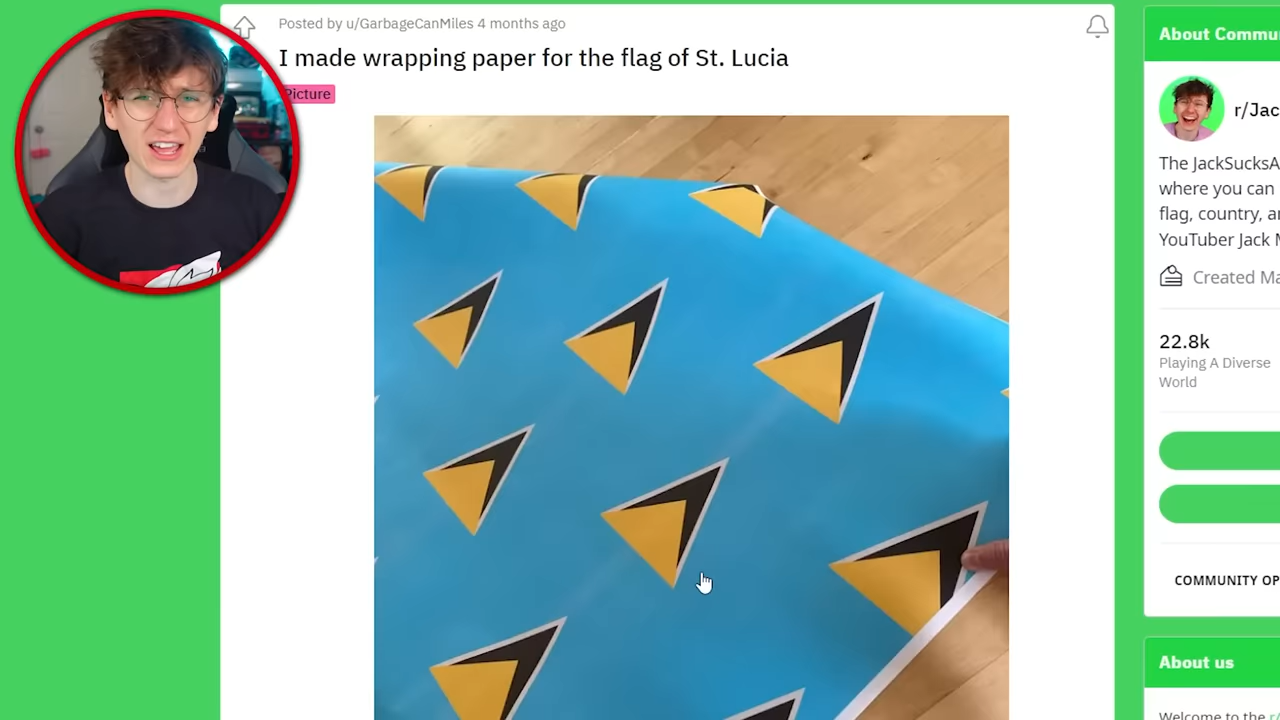 Posted by u/GarbageCanMiles 4 months ago
I made wrapping paper for the flag of St. Lucia
Picture
About Commu
r/Jac
The JackSucksA
where you can
flag, country, a
YouTuber Jack M
Created Ma
22.8k
Playing A Diverse
World
COMMUNITY OP
About us
Welcome to the r/